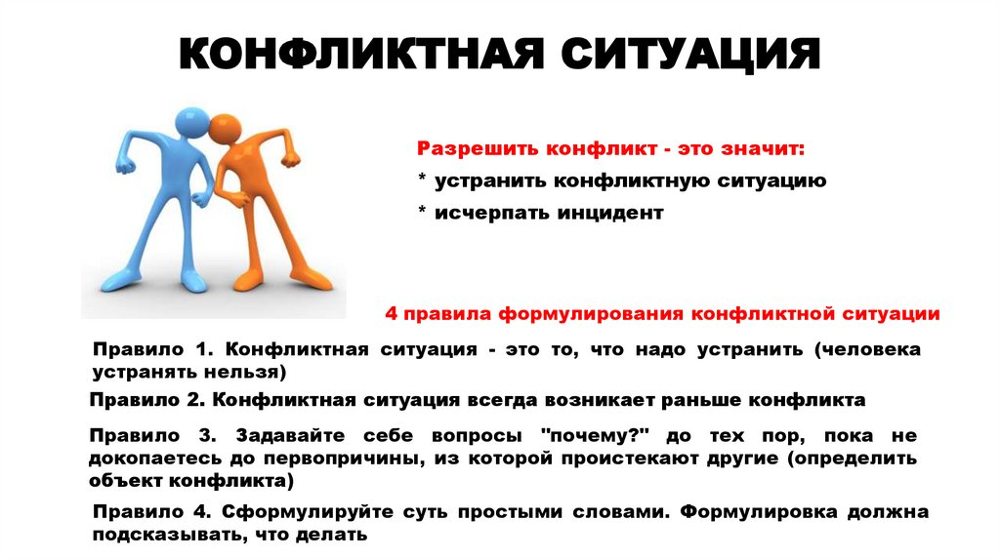 КОНФЛИКТНАЯ СИТУАЦИЯ
Разрешить конфликт - это значит:
* устранить конфликтную ситуацию
* исчерпать инцидент
4 правила формулирования конфликтной ситуации
Правило 1. Конфликтная ситуация - это то, что надо устранить (человека
устранять нельзя)
Правило 2. Конфликтная ситуация всегда возникает раньше конфликта
Правило 3. Задавайте себе вопросы "почему?" до тех пор, пока не
докопаетесь до первопричины, из которой проистекают другие (определить
объект конфликта)
Правило 4. Сформулируйте суть простыми словами. Формулировка должна
подсказывать, что делать